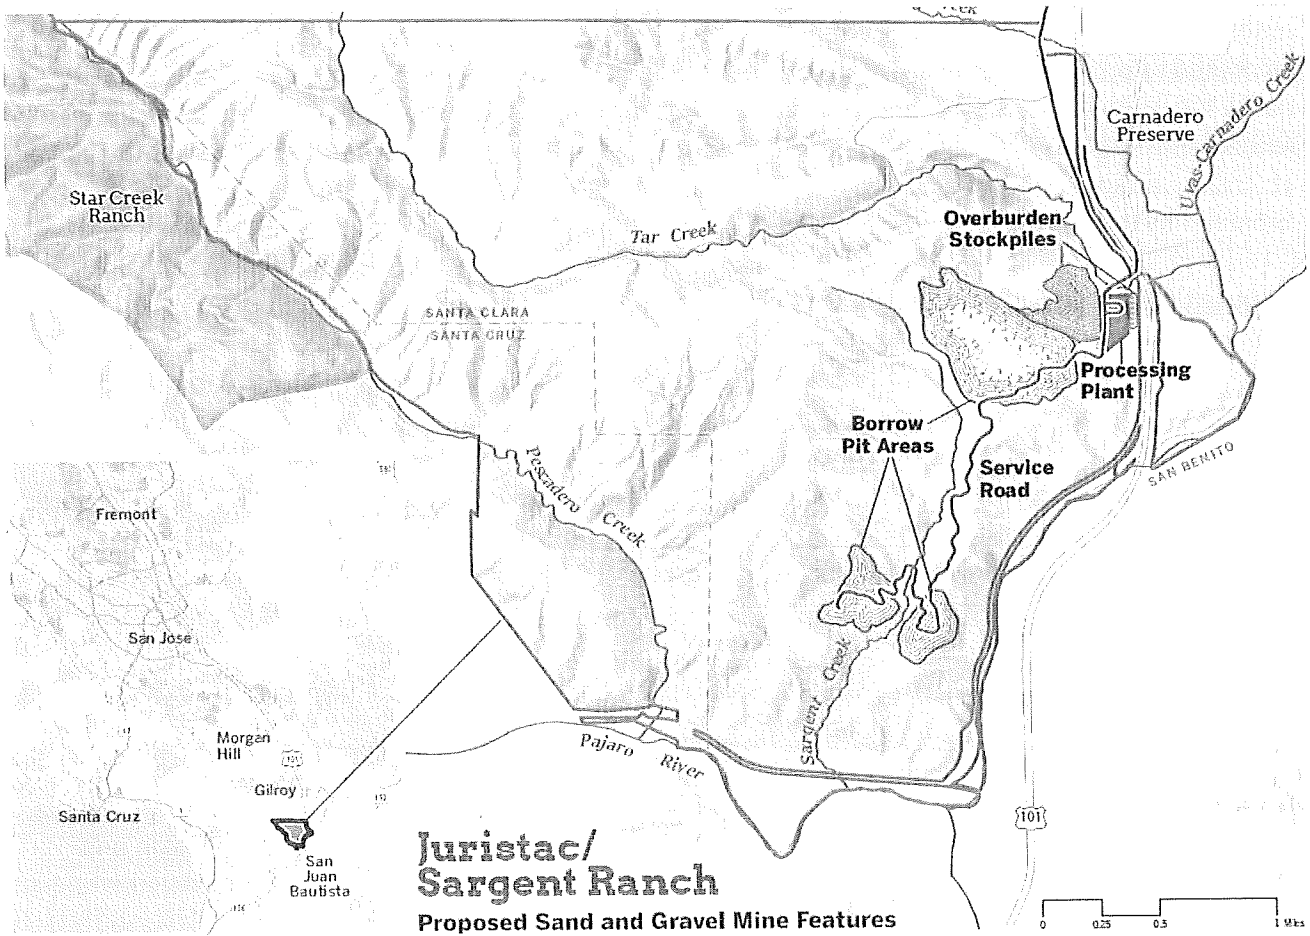 Carnadero
Preserve
Uvas-Carnadero Creek
Star Creek
Ranch
Tar Creek
Overburden
Stockpiles
SANTA CLARA
SANTA CRUZ
Processing
Plant
Borrow
Pit Areas
Service
Road
SAN BENITO
Pescadero Creek
Fremont
San Jose
Sargent Creek
Morgan
Hill
101
Pajaro River
Gilroy
Santa Cruz
101
San
Juan
Bautista
Juristac/
Sargent Ranch
Proposed Sand and Gravel Mine Features
0 0.25 0.5 1 Miles